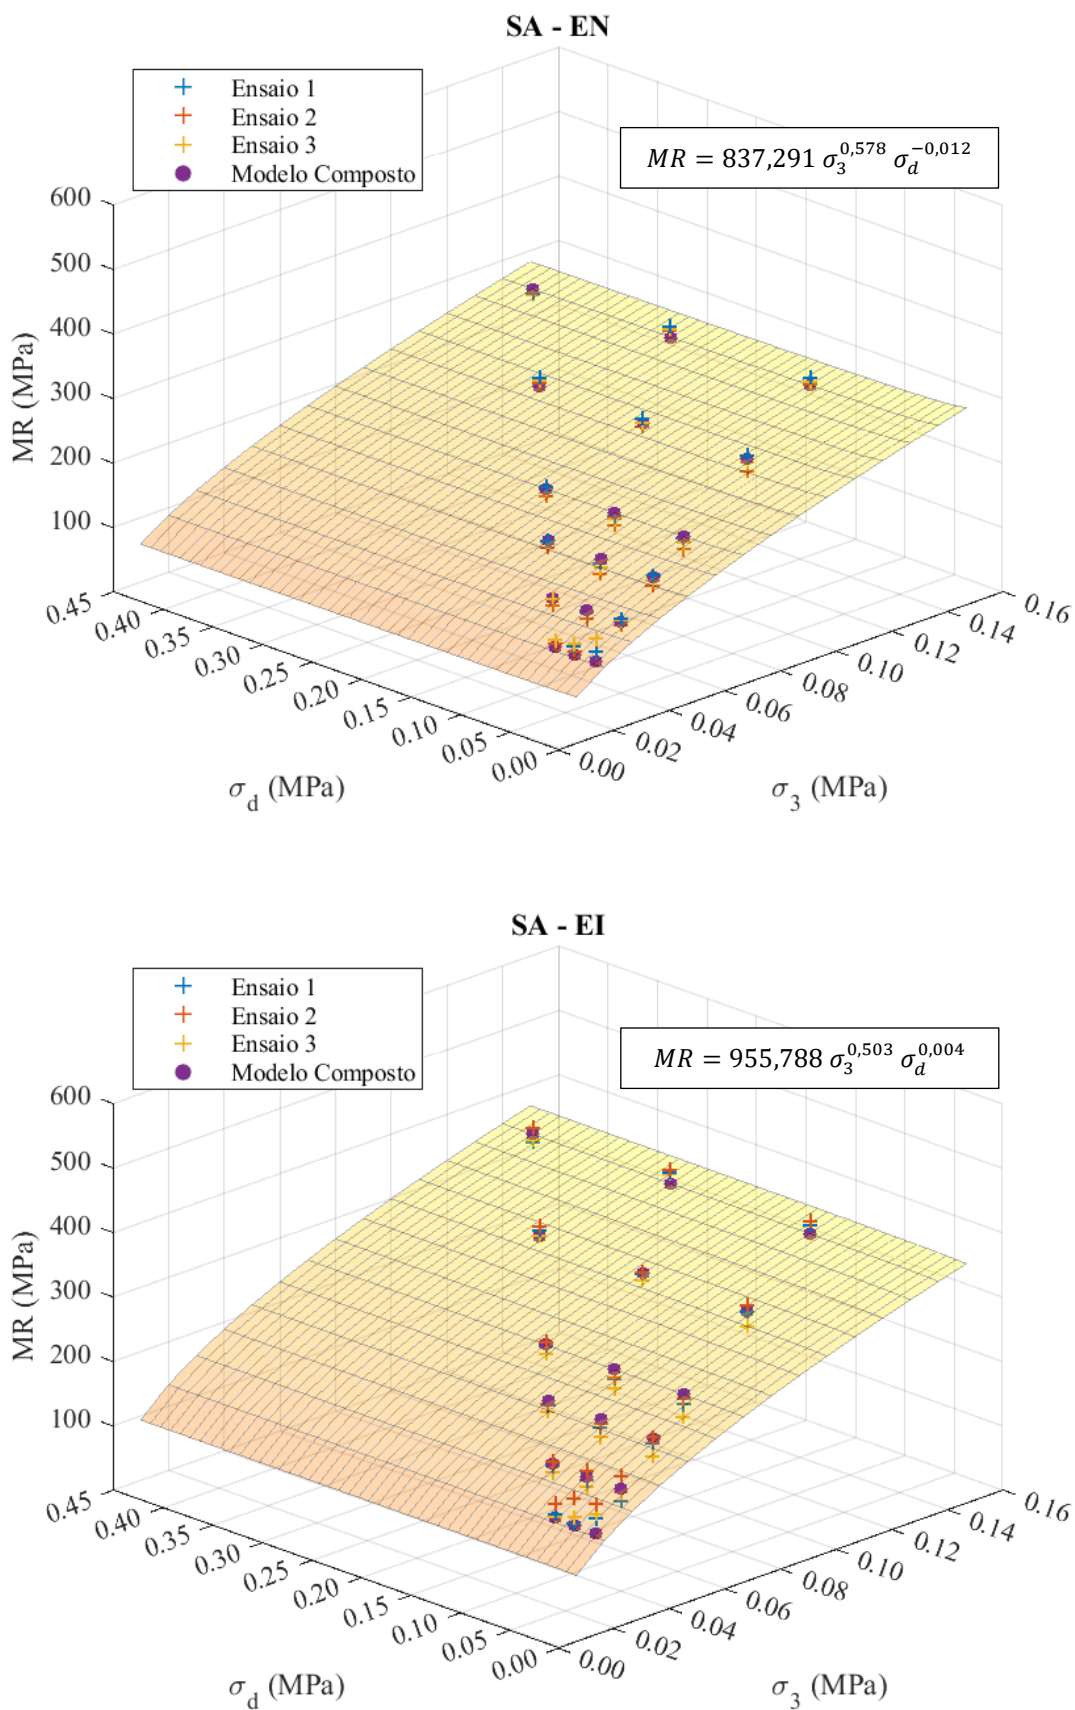 SA - EN
Ensaio 1
Ensaio 2
Ensaio 3
Modelo Composto
MR = 837,291 σ₃^0,578 σ_d^−0,012
600
500
400
300
200
100
MR (MPa)
0.45
0.40
0.35
0.30
0.25
0.20
0.15
0.10
0.05
0.00
σ_d (MPa)
0.00
0.02
0.04
0.06
0.08
0.10
0.12
0.14
0.16
σ₃ (MPa)
SA - EI
Ensaio 1
Ensaio 2
Ensaio 3
Modelo Composto
MR = 955,788 σ₃^0,503 σ_d^0,004
600
500
400
300
200
100
MR (MPa)
0.45
0.40
0.35
0.30
0.25
0.20
0.15
0.10
0.05
0.00
σ_d (MPa)
0.00
0.02
0.04
0.06
0.08
0.10
0.12
0.14
0.16
σ₃ (MPa)